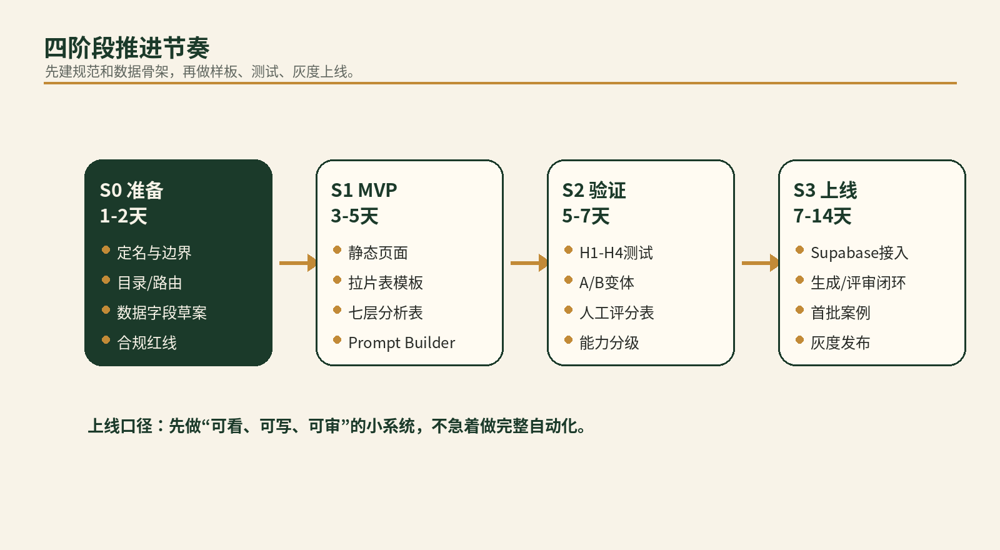 四阶段推进节奏
先建规范和数据骨架，再做样板、测试、灰度上线。
S0 准备
1-2天
定名与边界
目录/路由
数据字段草案
合规红线
S1 MVP
3-5天
静态页面
拉片表模板
七层分析表
Prompt Builder
S2 验证
5-7天
H1-H4测试
A/B变体
人工评分表
能力分级
S3 上线
7-14天
Supabase接入
生成/评审闭环
首批案例
灰度发布
上线口径：先做“可看、可写、可审”的小系统，不急着做完整自动化。